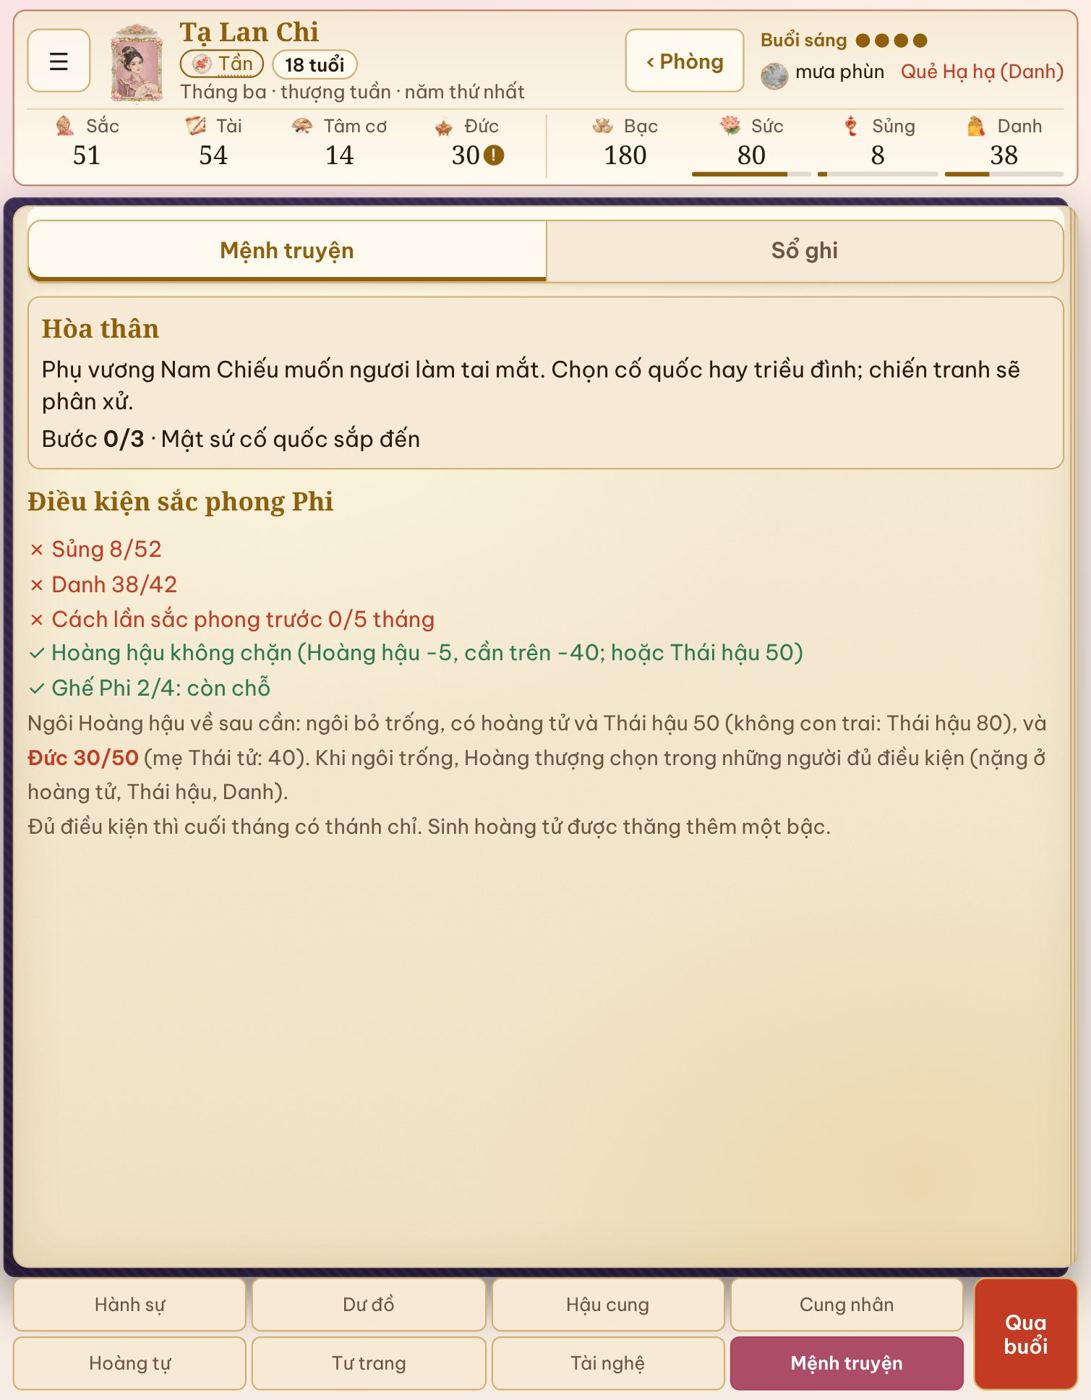 ☰
Tạ Lan Chi
Tần
18 tuổi
Tháng ba · thượng tuần · năm thứ nhất
‹ Phòng
Buổi sáng ●●●●
mưa phùn Quẻ Hạ hạ (Danh)
Sắc Tài Tâm cơ Đức Bạc Sức Sủng Danh
51 54 14 30 ! 180 80 8 38
Mệnh truyện
Sổ ghi
Hòa thân
Phụ vương Nam Chiếu muốn ngươi làm tai mắt. Chọn cố quốc hay triều đình; chiến tranh sẽ
phân xử.
Bước 0/3 · Mật sứ cố quốc sắp đến
Điều kiện sắc phong Phi
× Sủng 8/52
× Danh 38/42
× Cách lần sắc phong trước 0/5 tháng
✓ Hoàng hậu không chặn (Hoàng hậu -5, cần trên -40; hoặc Thái hậu 50)
✓ Ghế Phi 2/4: còn chỗ
Ngôi Hoàng hậu về sau cần: ngôi bỏ trống, có hoàng tử và Thái hậu 50 (không con trai: Thái hậu 80), và
Đức 30/50 (mẹ Thái tử: 40). Khi ngôi trống, Hoàng thượng chọn trong những người đủ điều kiện (nặng ở
hoàng tử, Thái hậu, Danh).
Đủ điều kiện thì cuối tháng có thánh chỉ. Sinh hoàng tử được thăng thêm một bậc.
Hành sự Dư đồ Hậu cung Cung nhân
Hoàng tự Tư trang Tài nghệ Mệnh truyện
Qua
buổi